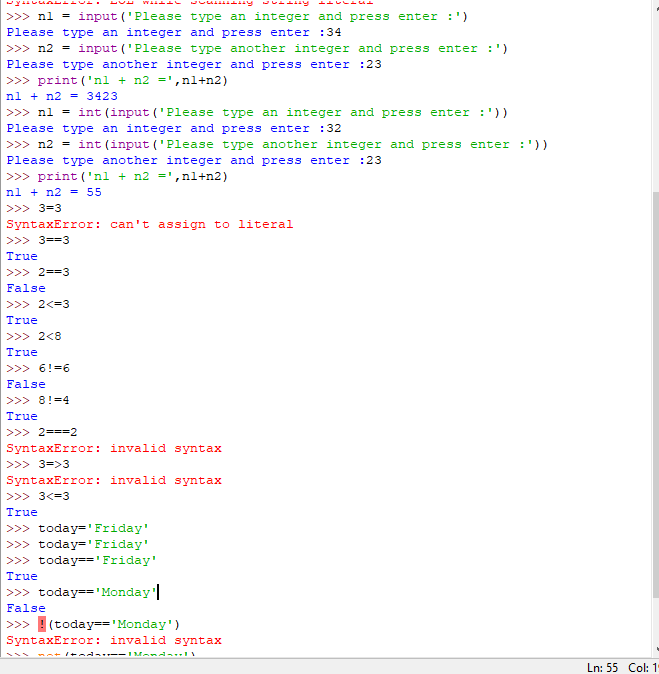 SyntaxError: EOL while scanning string literal
>>> n1 = input('Please type an integer and press enter :')
Please type an integer and press enter :34
>>> n2 = input('Please type another integer and press enter :')
Please type another integer and press enter :23
>>> print('n1 + n2 =',n1+n2)
n1 + n2 = 3423
>>> n1 = int(input('Please type an integer and press enter :'))
Please type an integer and press enter :32
>>> n2 = int(input('Please type another integer and press enter :'))
Please type another integer and press enter :23
>>> print('n1 + n2 =',n1+n2)
n1 + n2 = 55
>>> 3=3
SyntaxError: can't assign to literal
>>> 3==3
True
>>> 2==3
False
>>> 2<=3
True
>>> 2<8
True
>>> 6!=6
False
>>> 8!=4
True
>>> 2===2
SyntaxError: invalid syntax
>>> 3=>3
SyntaxError: invalid syntax
>>> 3<=3
True
>>> today='Friday'
>>> today='Friday'
>>> today=='Friday'
True
>>> today=='Monday'
False
>>> !(today=='Monday')
SyntaxError: invalid syntax
>>> not(today=='Monday')
Ln: 55 Col: 1